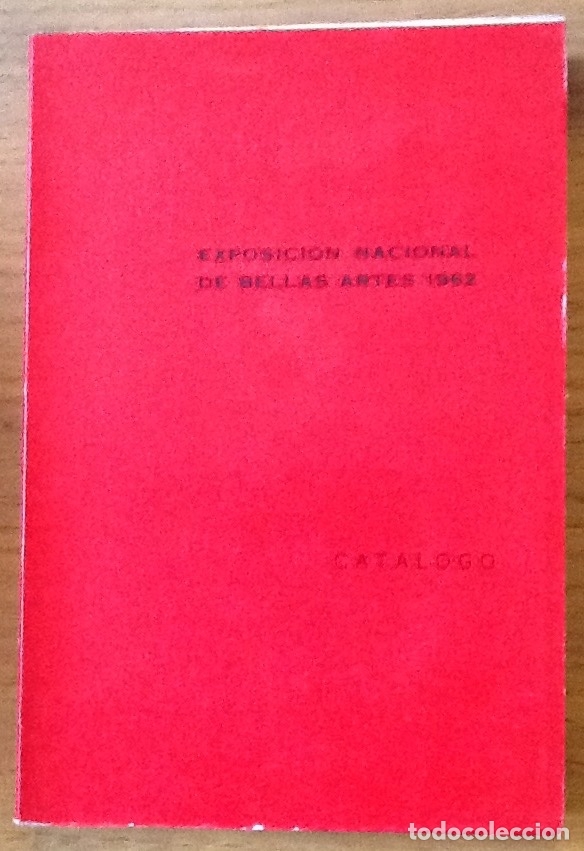 EXPOSICION NACIONAL
DE BELLAS ARTES 1962
CATALOGO
todocoleccion